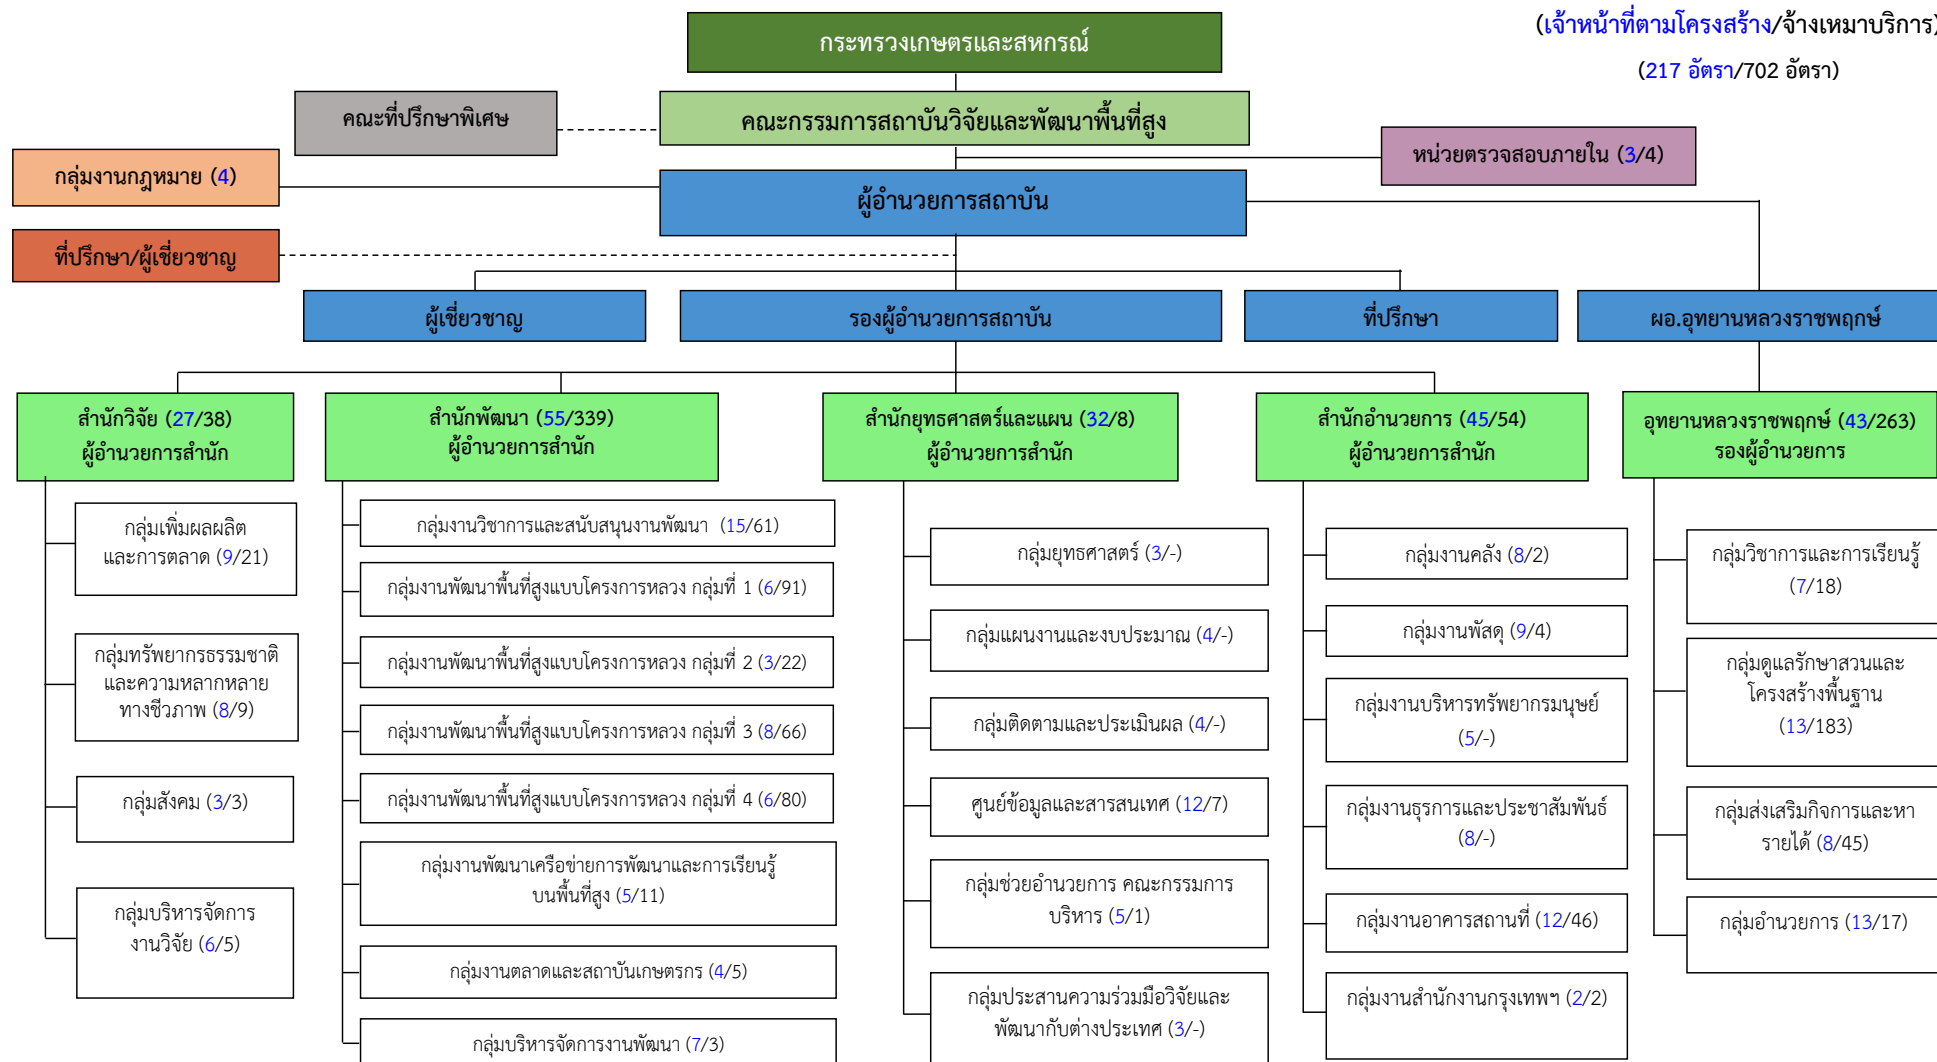 (เจ้าหน้าที่ตามโครงสร้าง/จ้างเหมาบริการ)
(217 อัตรา/702 อัตรา)
กระทรวงเกษตรและสหกรณ์
คณะที่ปรึกษาพิเศษ
คณะกรรมการสถาบันวิจัยและพัฒนาพื้นที่สูง
หน่วยตรวจสอบภายใน (3/4)
กลุ่มงานกฎหมาย (4)
ผู้อำนวยการสถาบัน
ที่ปรึกษา/ผู้เชี่ยวชาญ
ผู้เชี่ยวชาญ
รองผู้อำนวยการสถาบัน
ที่ปรึกษา
ผอ.อุทยานหลวงราชพฤกษ์
สำนักวิจัย (27/38)
ผู้อำนวยการสำนัก
กลุ่มเพิ่มผลผลิต
และการตลาด (9/21)
กลุ่มทรัพยากรธรรมชาติ
และความหลากหลาย
ทางชีวภาพ (8/9)
กลุ่มสังคม (3/3)
กลุ่มบริหารจัดการ
งานวิจัย (6/5)
สำนักพัฒนา (55/339)
ผู้อำนวยการสำนัก
กลุ่มงานวิชาการและสนับสนุนงานพัฒนา (15/61)
กลุ่มงานพัฒนาพื้นที่สูงแบบโครงการหลวง กลุ่มที่ 1 (6/91)
กลุ่มงานพัฒนาพื้นที่สูงแบบโครงการหลวง กลุ่มที่ 2 (3/22)
กลุ่มงานพัฒนาพื้นที่สูงแบบโครงการหลวง กลุ่มที่ 3 (8/66)
กลุ่มงานพัฒนาพื้นที่สูงแบบโครงการหลวง กลุ่มที่ 4 (6/80)
กลุ่มงานพัฒนาเครือข่ายการพัฒนาและการเรียนรู้
บนพื้นที่สูง (5/11)
กลุ่มงานตลาดและสถาบันเกษตรกร (4/5)
กลุ่มบริหารจัดการงานพัฒนา (7/3)
สำนักยุทธศาสตร์และแผน (32/8)
ผู้อำนวยการสำนัก
กลุ่มยุทธศาสตร์ (3/-)
กลุ่มแผนงานและงบประมาณ (4/-)
กลุ่มติดตามและประเมินผล (4/-)
ศูนย์ข้อมูลและสารสนเทศ (12/7)
กลุ่มช่วยอำนวยการ คณะกรรมการ
บริหาร (5/1)
กลุ่มประสานความร่วมมือวิจัยและ
พัฒนากับต่างประเทศ (3/-)
สำนักอำนวยการ (45/54)
ผู้อำนวยการสำนัก
กลุ่มงานคลัง (8/2)
กลุ่มงานพัสดุ (9/4)
กลุ่มงานบริหารทรัพยากรมนุษย์
(5/-)
กลุ่มงานธุรการและประชาสัมพันธ์
(8/-)
กลุ่มงานอาคารสถานที่ (12/46)
กลุ่มงานสำนักงานกรุงเทพฯ (2/2)
อุทยานหลวงราชพฤกษ์ (43/263)
รองผู้อำนวยการ
กลุ่มวิชาการและการเรียนรู้
(7/18)
กลุ่มดูแลรักษาสวนและ
โครงสร้างพื้นฐาน
(13/183)
กลุ่มส่งเสริมกิจการและหา
รายได้ (8/45)
กลุ่มอำนวยการ (13/17)